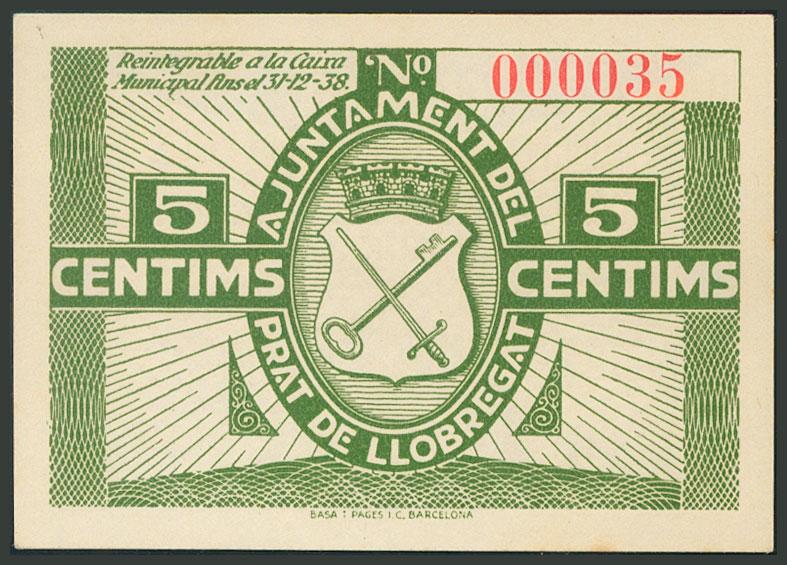 Reintegrable a la Caixa
Municipal fins el 31-12-38.
Nº 000035
AJUNTAMENT DEL
5
5
CENTIMS
CENTIMS
PRAT DE LLOBREGAT
BASA : PAGES I.C. BARCELONA